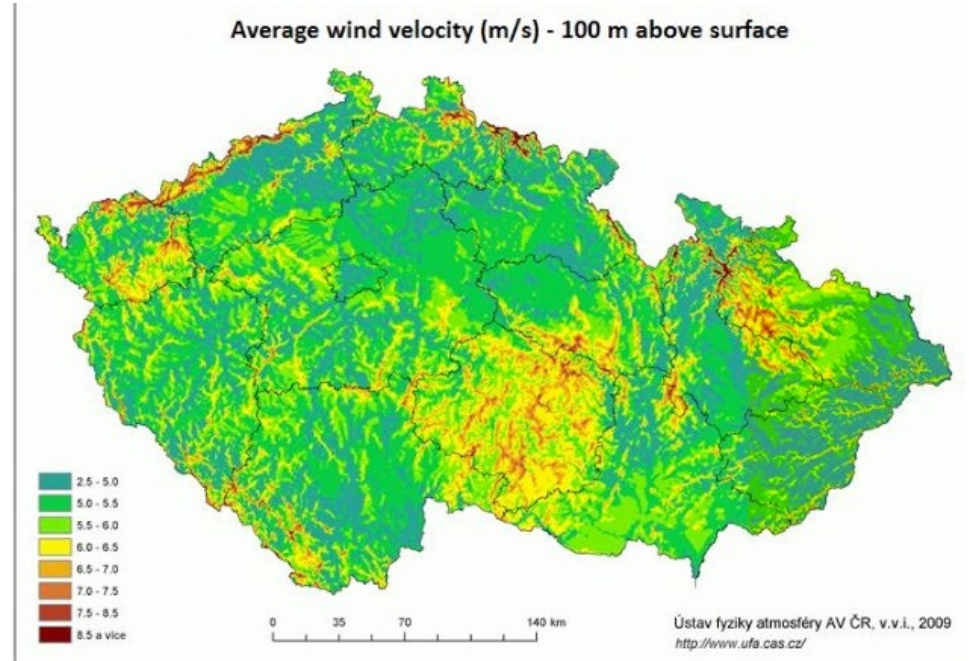 Average wind velocity (m/s) - 100 m above surface
2.5 - 5.0
5.0 - 5.5
5.5 - 6.0
6.0 - 6.5
6.5 - 7.0
7.0 - 7.5
7.5 - 8.5
8.5 a více
0 35 70 140 km
Ústav fyziky atmosféry AV ČR, v.v.i., 2009
http://www.ufa.cas.cz/